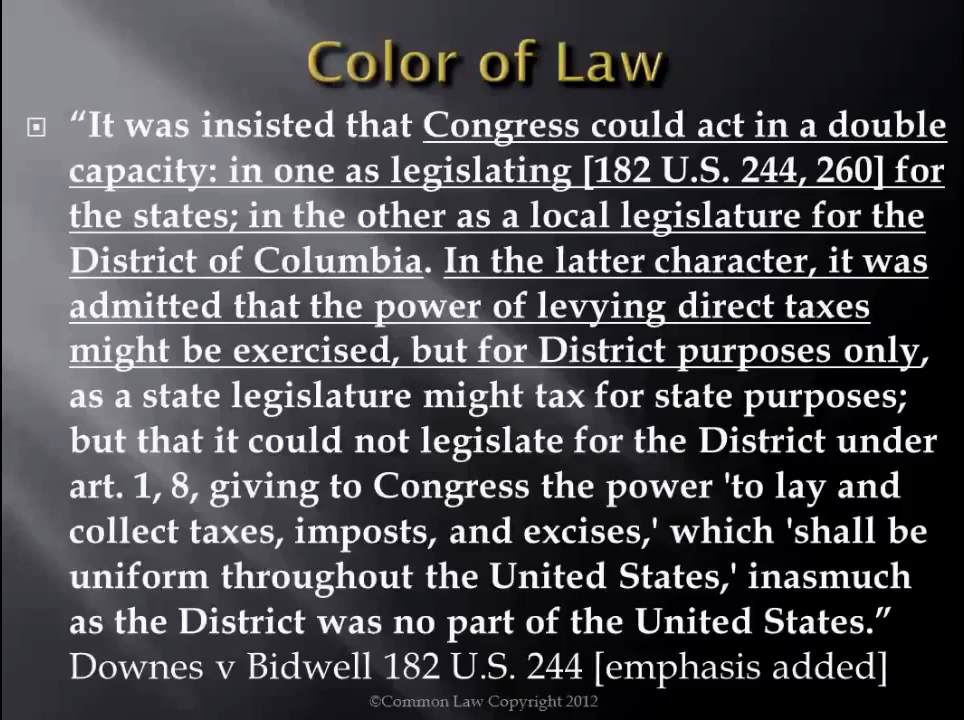 Color of Law
“It was insisted that Congress could act in a double
capacity: in one as legislating [182 U.S. 244, 260] for
the states; in the other as a local legislature for the
District of Columbia. In the latter character, it was
admitted that the power of levying direct taxes
might be exercised, but for District purposes only,
as a state legislature might tax for state purposes;
but that it could not legislate for the District under
art. 1, 8, giving to Congress the power 'to lay and
collect taxes, imposts, and excises,' which 'shall be
uniform throughout the United States,' inasmuch
as the District was no part of the United States.”
Downes v Bidwell 182 U.S. 244 [emphasis added]
©Common Law Copyright 2012